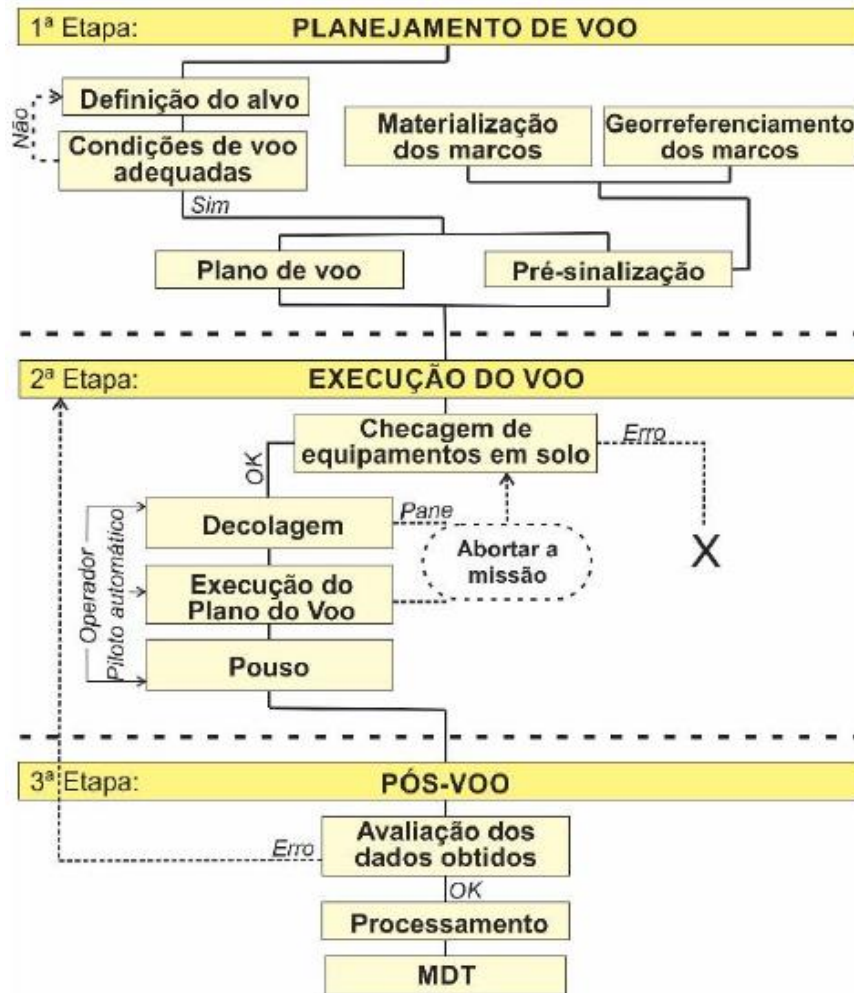 1ª Etapa: PLANEJAMENTO DE VOO
Definição do alvo
Não
Condições de voo
adequadas
Materialização
dos marcos
Georreferenciamento
dos marcos
Sim
Plano de voo
Pré-sinalização
2ª Etapa: EXECUÇÃO DO VOO
Checagem de
equipamentos em solo
Erro
OK
Decolagem
Pane
Abortar a
missão
X
Operador
Piloto automático
Execução do
Plano do Voo
Pouso
3ª Etapa: PÓS-VOO
Avaliação dos
dados obtidos
Erro
OK
Processamento
MDT